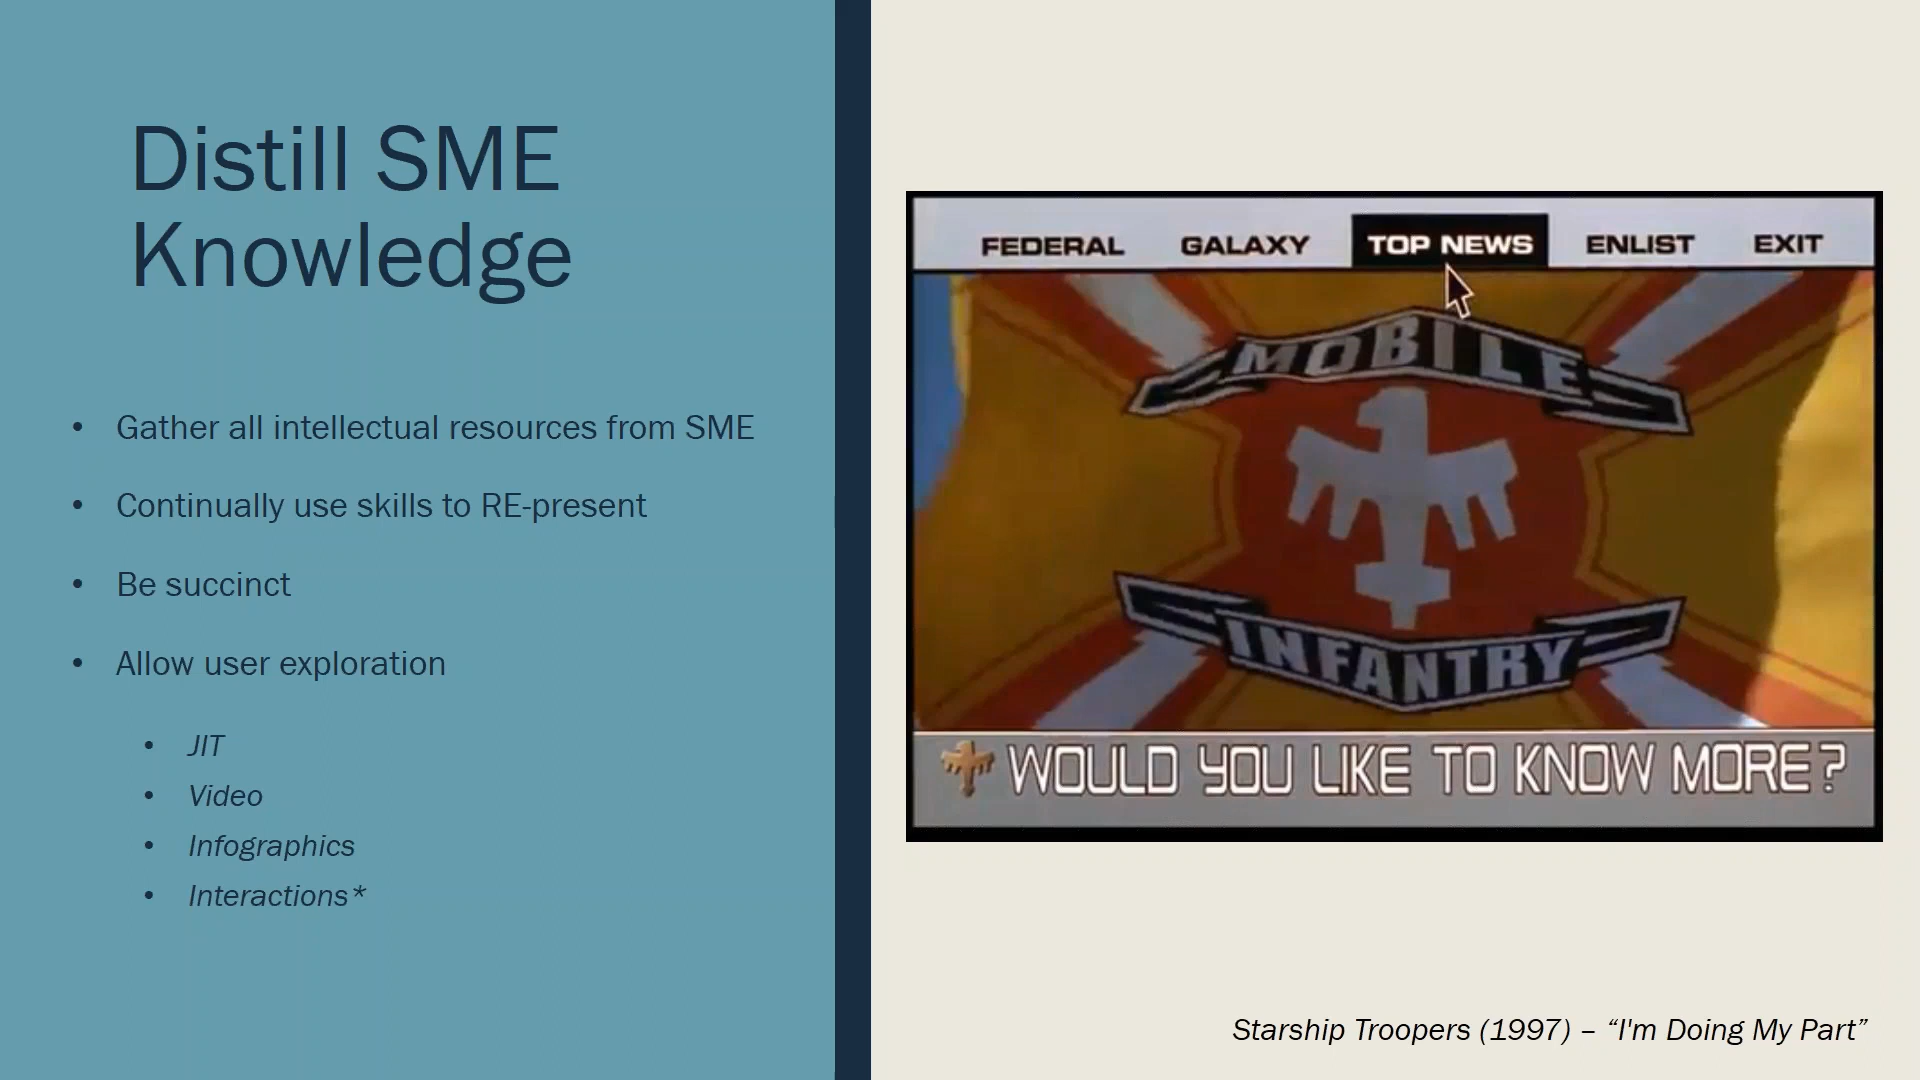 Distill SME
Knowledge
• Gather all intellectual resources from SME
• Continually use skills to RE-present
• Be succinct
• Allow user exploration
• JIT
• Video
• Infographics
• Interactions*
FEDERAL GALAXY TOP NEWS ENLIST EXIT
MOBILE
INFANTRY
WOULD YOU LIKE TO KNOW MORE?
Starship Troopers (1997) – “I'm Doing My Part”